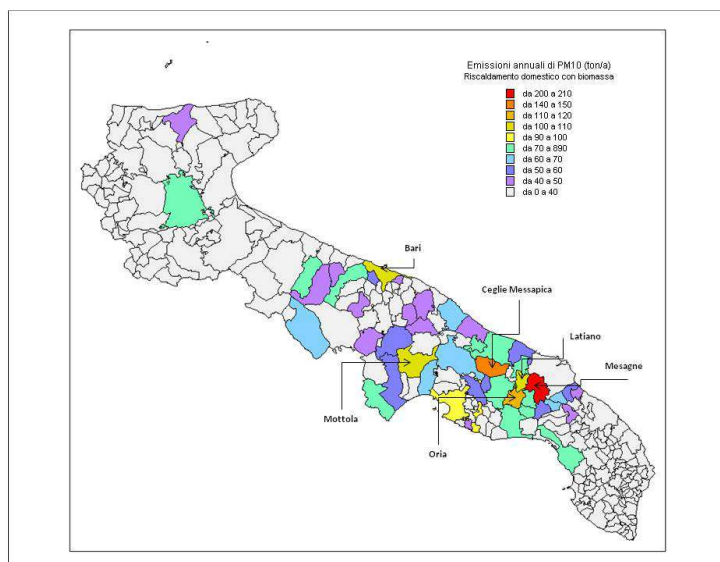 Emissioni annuali di PM10 (ton/a)
Riscaldamento domestico con biomassa
da 200 a 210
da 140 a 150
da 110 a 120
da 100 a 110
da 90 a 100
da 70 a 890
da 60 a 70
da 50 a 60
da 40 a 50
da 0 a 40
Bari
Ceglie Messapica
Latiano
Mesagne
Mottola
Oria